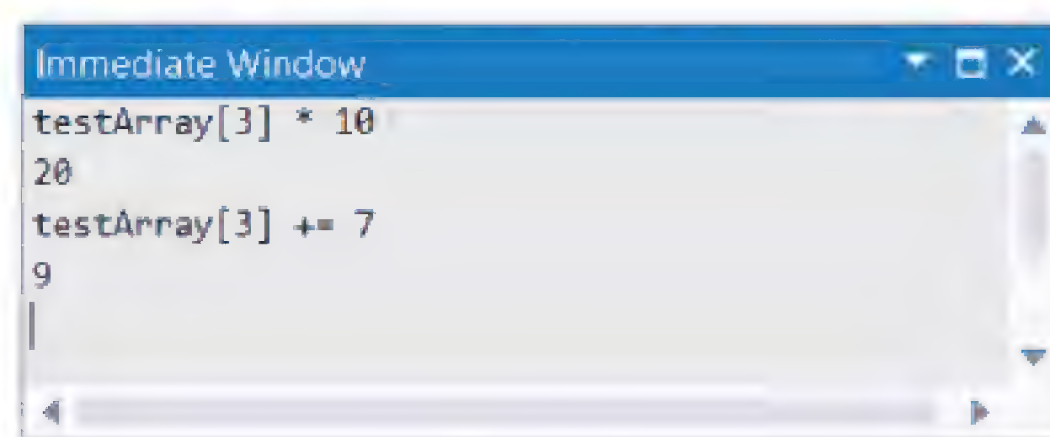 Immediate Window
testArray[3] * 10
20
testArray[3] += 7
9